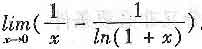 lim_{x→0}(1/x - 1/ln(1 + x)).